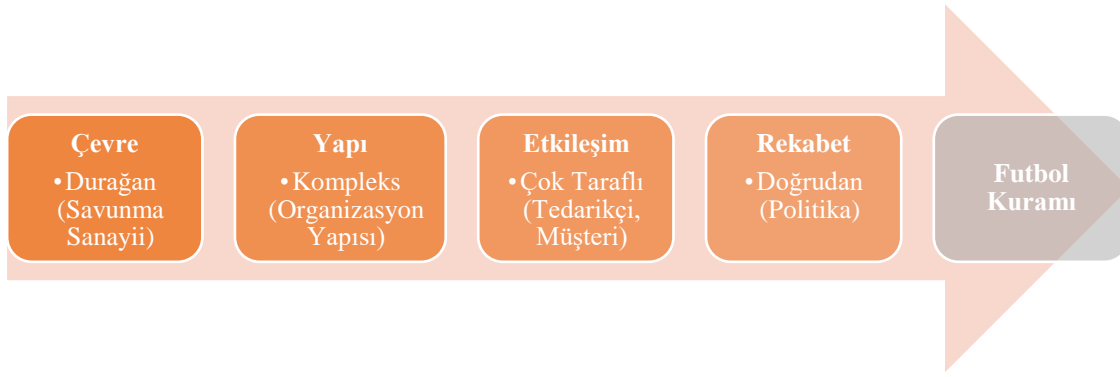 Çevre
•Durağan
(Savunma
Sanayii)
Yapı
•Kompleks
(Organizasyon
Yapısı)
Etkileşim
•Çok Taraflı
(Tedarikçi,
Müşteri)
Rekabet
•Doğrudan
(Politika)
Futbol
Kuramı